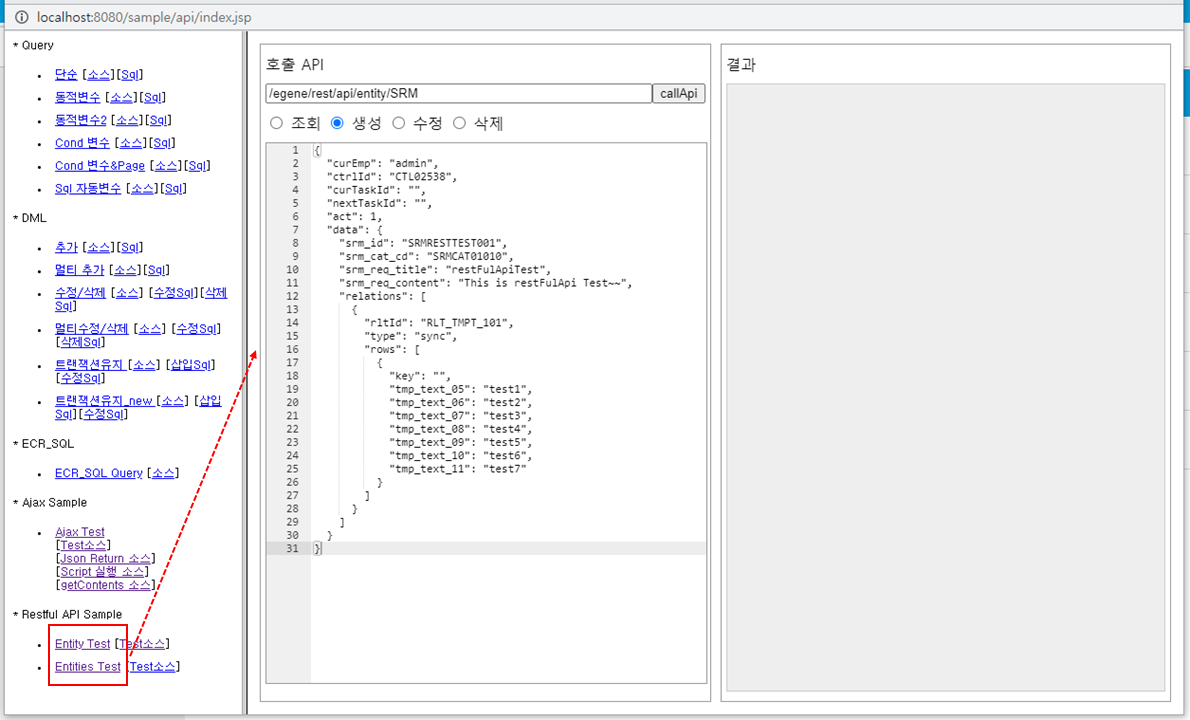 localhost:8080/sample/api/index.jsp
* Query
단순 [소스][Sql]
동적변수 [소스][Sql]
동적변수2 [소스][Sql]
Cond 변수 [소스][Sql]
Cond 변수&Page [소스][Sql]
Sql 자동변수 [소스][Sql]
* DML
추가 [소스][Sql]
멀티 추가 [소스][Sql]
수정/삭제 [소스] [수정Sql][삭제
Sql]
멀티수정/삭제 [소스] [수정Sql]
[삭제Sql]
트랜잭션유지 [소스] [삽입Sql]
[수정Sql]
트랜잭션유지_new [소스] [삽입
Sql][수정Sql]
* ECR_SQL
ECR_SQL Query [소스]
* Ajax Sample
Ajax Test
[Test소스]
[Json Return 소스]
[Script 실행 소스]
[getContents 소스]
* Restful API Sample
Entity Test [Test소스]
Entities Test [Test소스]
호출 API
/egene/rest/api/entity/SRM callApi
조회 생성 수정 삭제
1 {
2 "curEmp": "admin",
3 "ctrlId": "CTL02538",
4 "curTaskId": "",
5 "nextTaskId": "",
6 "act": 1,
7 "data": {
8 "srm_id": "SRMRESTTEST001",
9 "srm_cat_cd": "SRMCAT01010",
10 "srm_req_title": "restFulApiTest",
11 "srm_req_content": "This is restFulApi Test~~",
12 "relations": [
13 {
14 "rltId": "RLT_TMPT_101",
15 "type": "sync",
16 "rows": [
17 {
18 "key": "",
19 "tmp_text_05": "test1",
20 "tmp_text_06": "test2",
21 "tmp_text_07": "test3",
22 "tmp_text_08": "test4",
23 "tmp_text_09": "test5",
24 "tmp_text_10": "test6",
25 "tmp_text_11": "test7"
26 }
27 ]
28 }
29 ]
30 }
31 }
결과